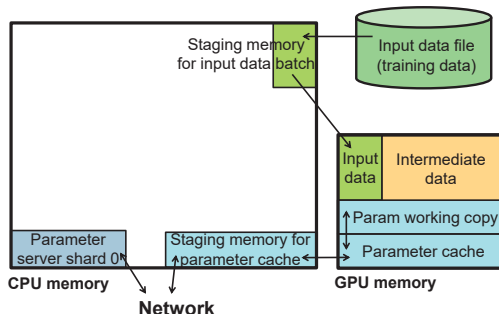 Staging memory
for input data batch
Input data file
(training data)
Input
data
Intermediate
data
Param working copy
Parameter cache
Parameter
server shard 0
Staging memory for
parameter cache
CPU memory
GPU memory
Network